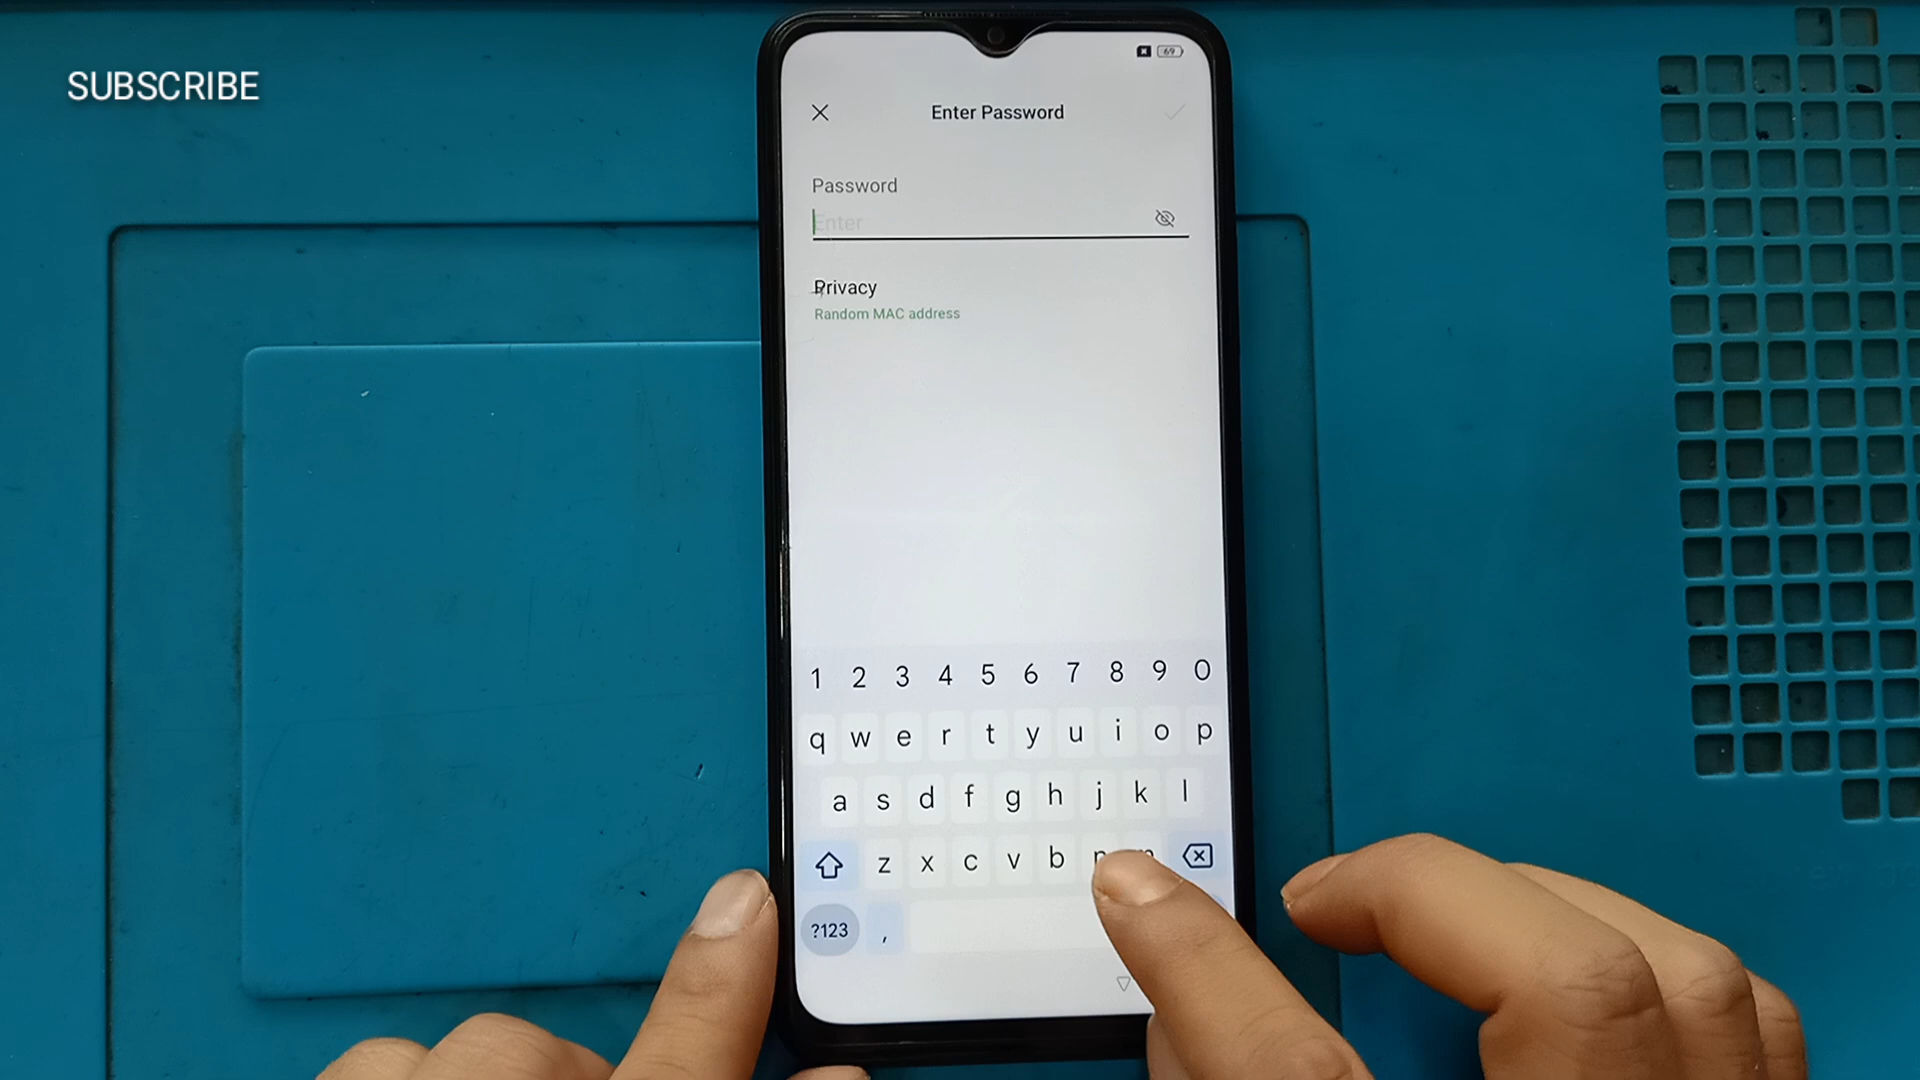 SUBSCRIBE
69
Enter Password
Password
Enter
Privacy
Random MAC address
1 2 3 4 5 6 7 8 9 0
q w e r t y u i o p
a s d f g h j k l
z x c v b n m
?123 ,